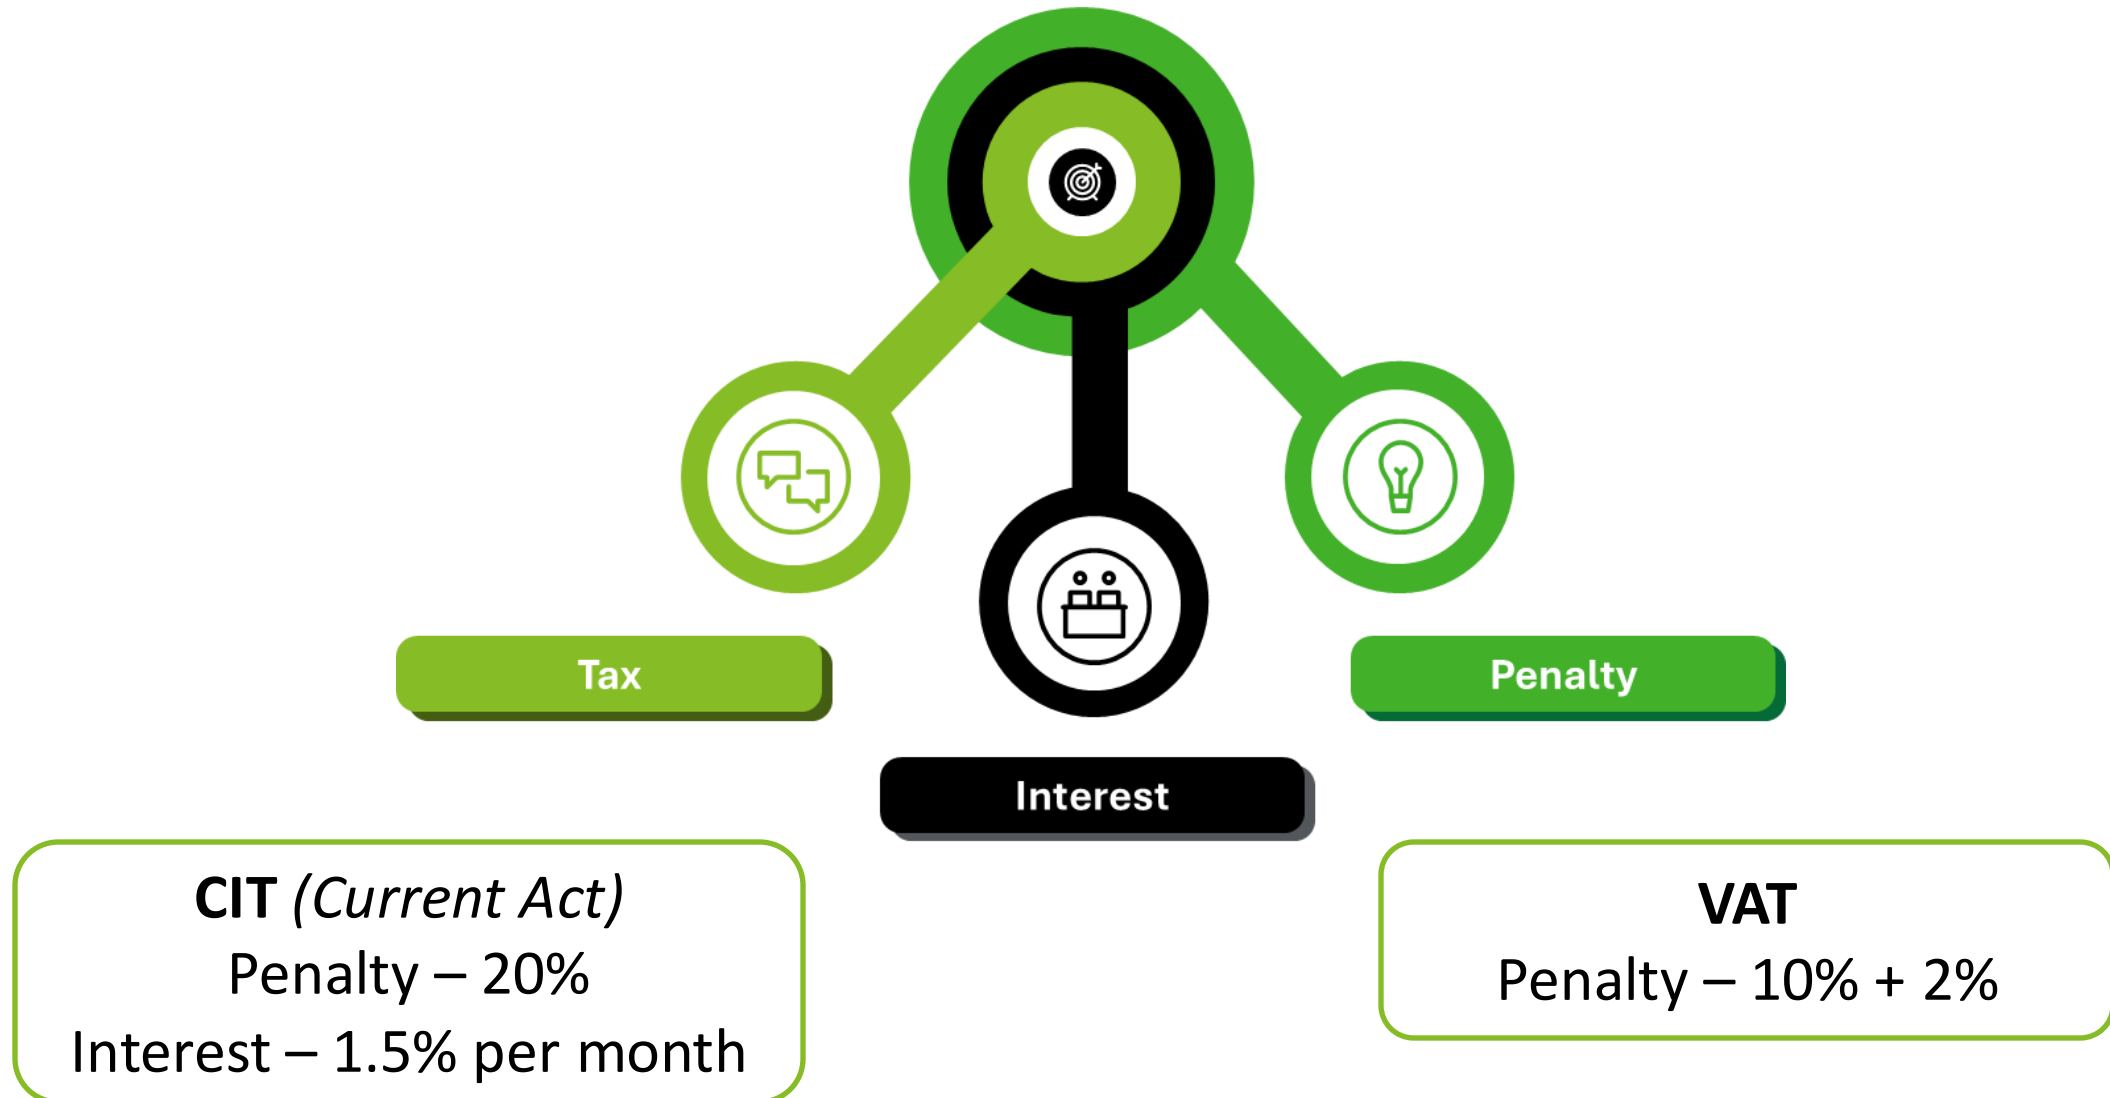 Tax
Penalty
Interest
CIT (Current Act)
Penalty – 20%
Interest – 1.5% per month
VAT
Penalty – 10% + 2%